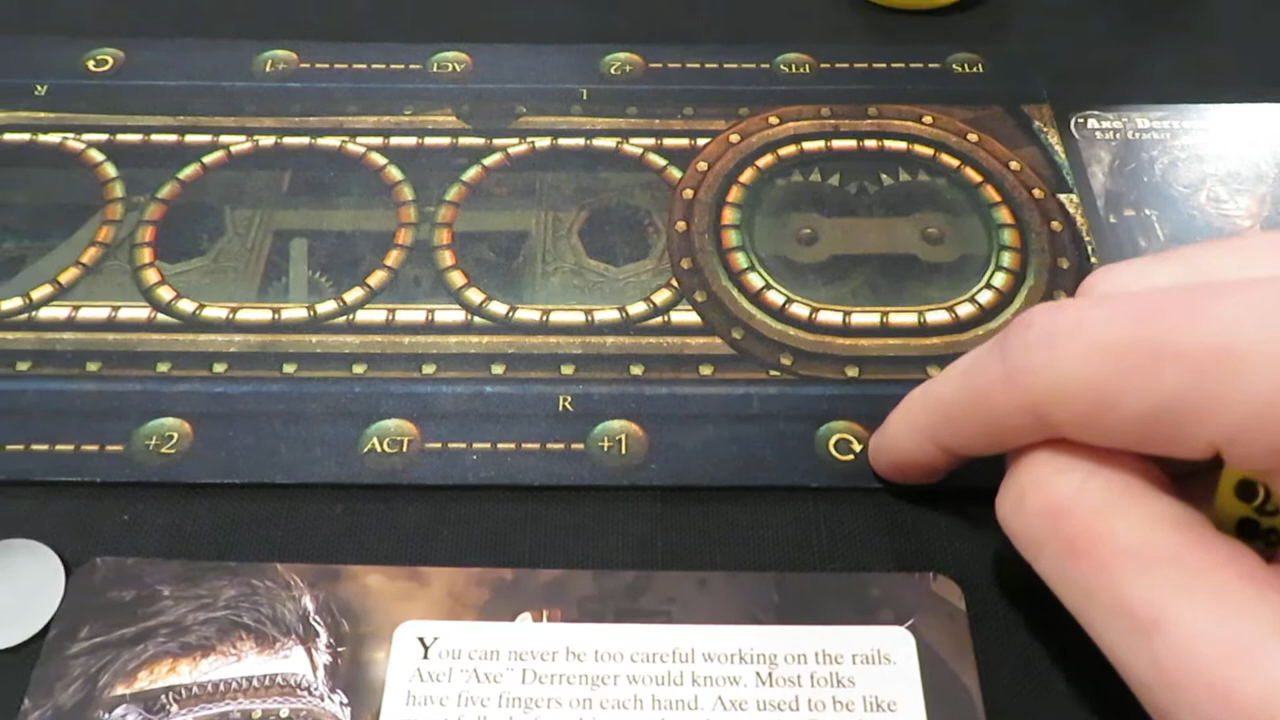 +1 ACT +2 PTS PTS
R L
"Axe" Derren
Safe Cracker
R
+2 ACT +1
You can never be too careful working on the rails.
Axel "Axe" Derrenger would know. Most folks
have five fingers on each hand. Axe used to be like